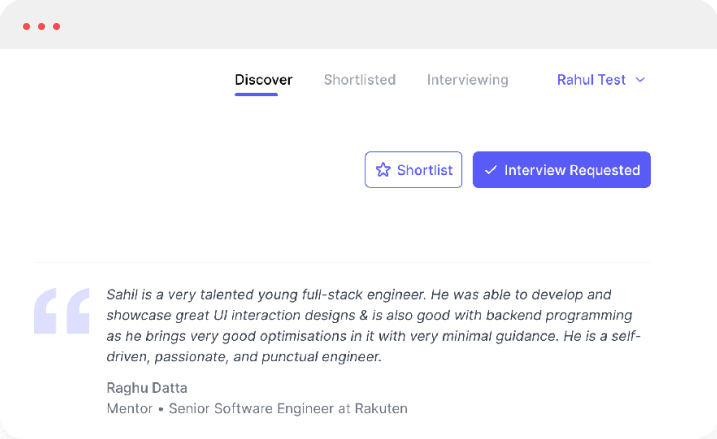 Discover Shortlisted Interviewing Rahul Test
Shortlist Interview Requested
Sahil is a very talented young full-stack engineer. He was able to develop and
showcase great UI interaction designs & is also good with backend programming
as he brings very good optimisations in it with very minimal guidance. He is a self-
driven, passionate, and punctual engineer.
Raghu Datta
Mentor • Senior Software Engineer at Rakuten